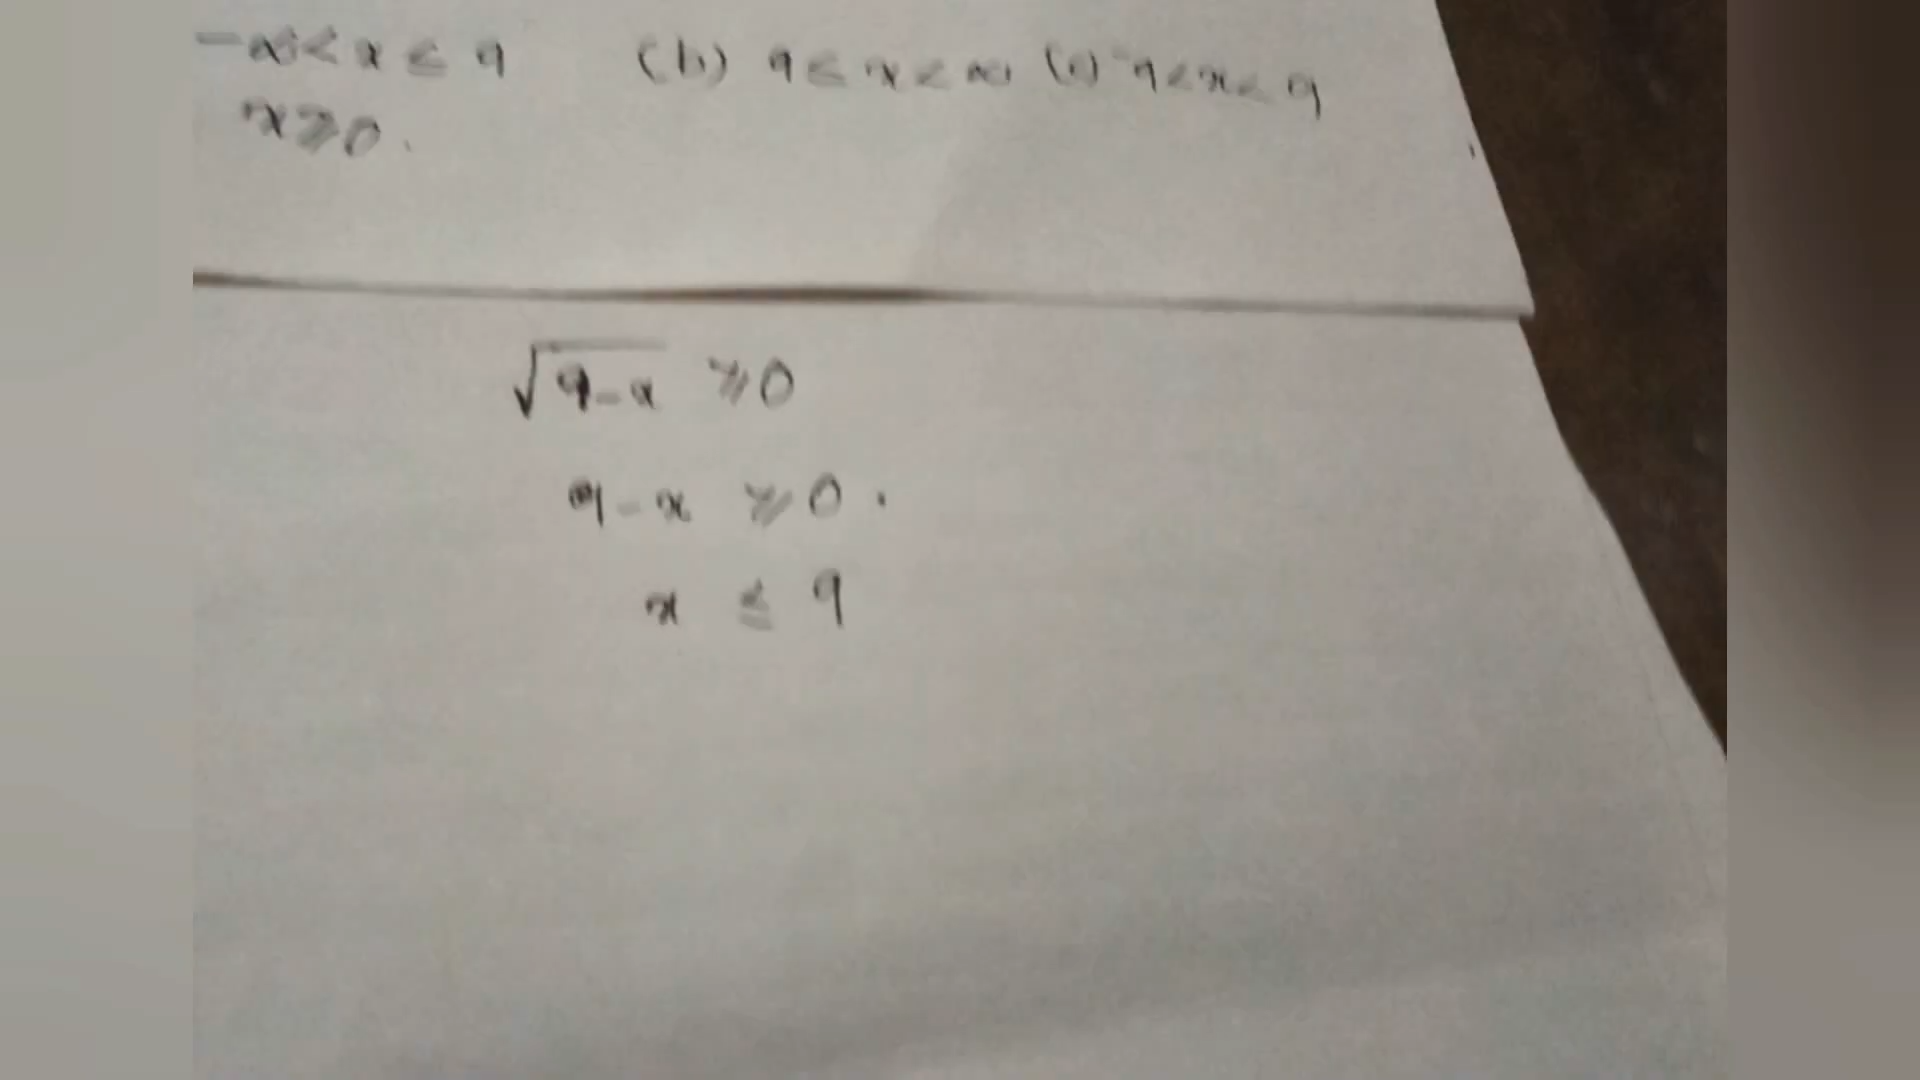 -∞ < x ≤ 9 (b) 9 ≤ x < ∞ (c) -9 < x < 9
x ⩾ 0.
√9-x ⩾ 0
9-x ⩾ 0.
x ≤ 9